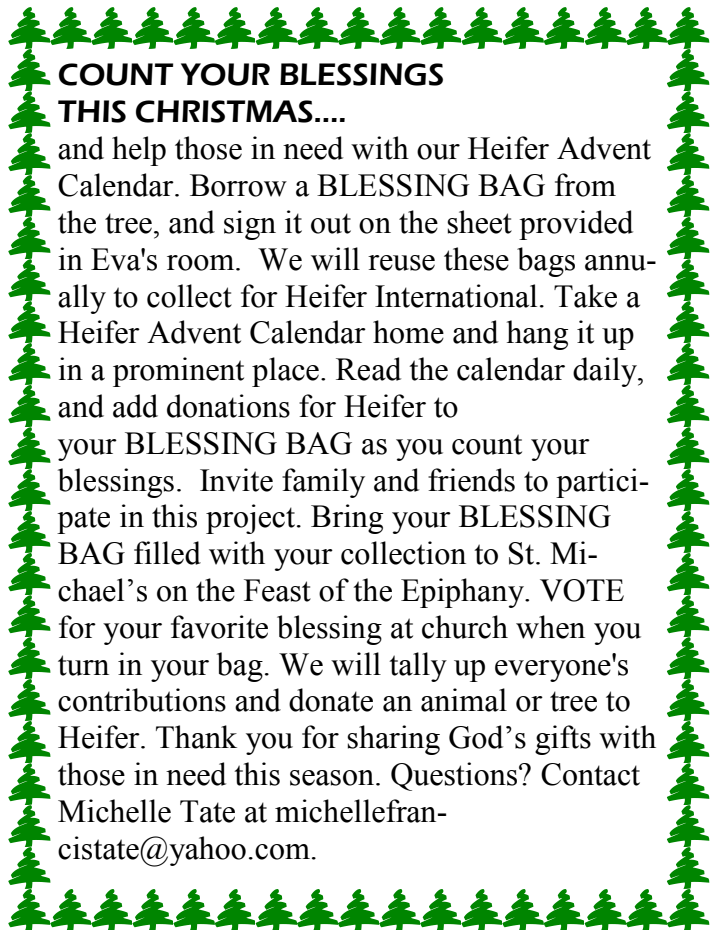 COUNT YOUR BLESSINGS
THIS CHRISTMAS....
and help those in need with our Heifer Advent
Calendar. Borrow a BLESSING BAG from
the tree, and sign it out on the sheet provided
in Eva's room.  We will reuse these bags annu-
ally to collect for Heifer International. Take a
Heifer Advent Calendar home and hang it up
in a prominent place. Read the calendar daily,
and add donations for Heifer to
your BLESSING BAG as you count your
blessings.  Invite family and friends to partici-
pate in this project. Bring your BLESSING
BAG filled with your collection to St. Mi-
chael’s on the Feast of the Epiphany. VOTE
for your favorite blessing at church when you
turn in your bag. We will tally up everyone's
contributions and donate an animal or tree to
Heifer. Thank you for sharing God’s gifts with
those in need this season. Questions? Contact
Michelle Tate at michellefran-
cistate@yahoo.com.